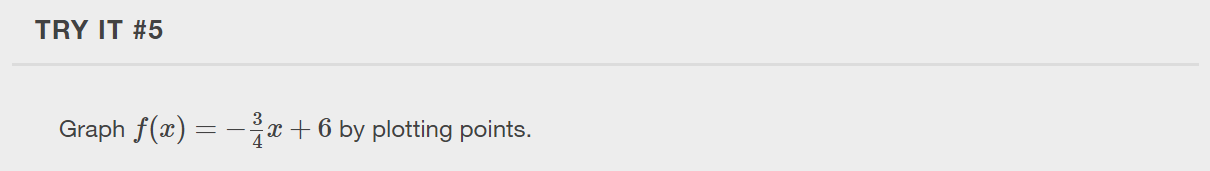 TRY IT #5
Graph f(x) = −3/4x + 6 by plotting points.